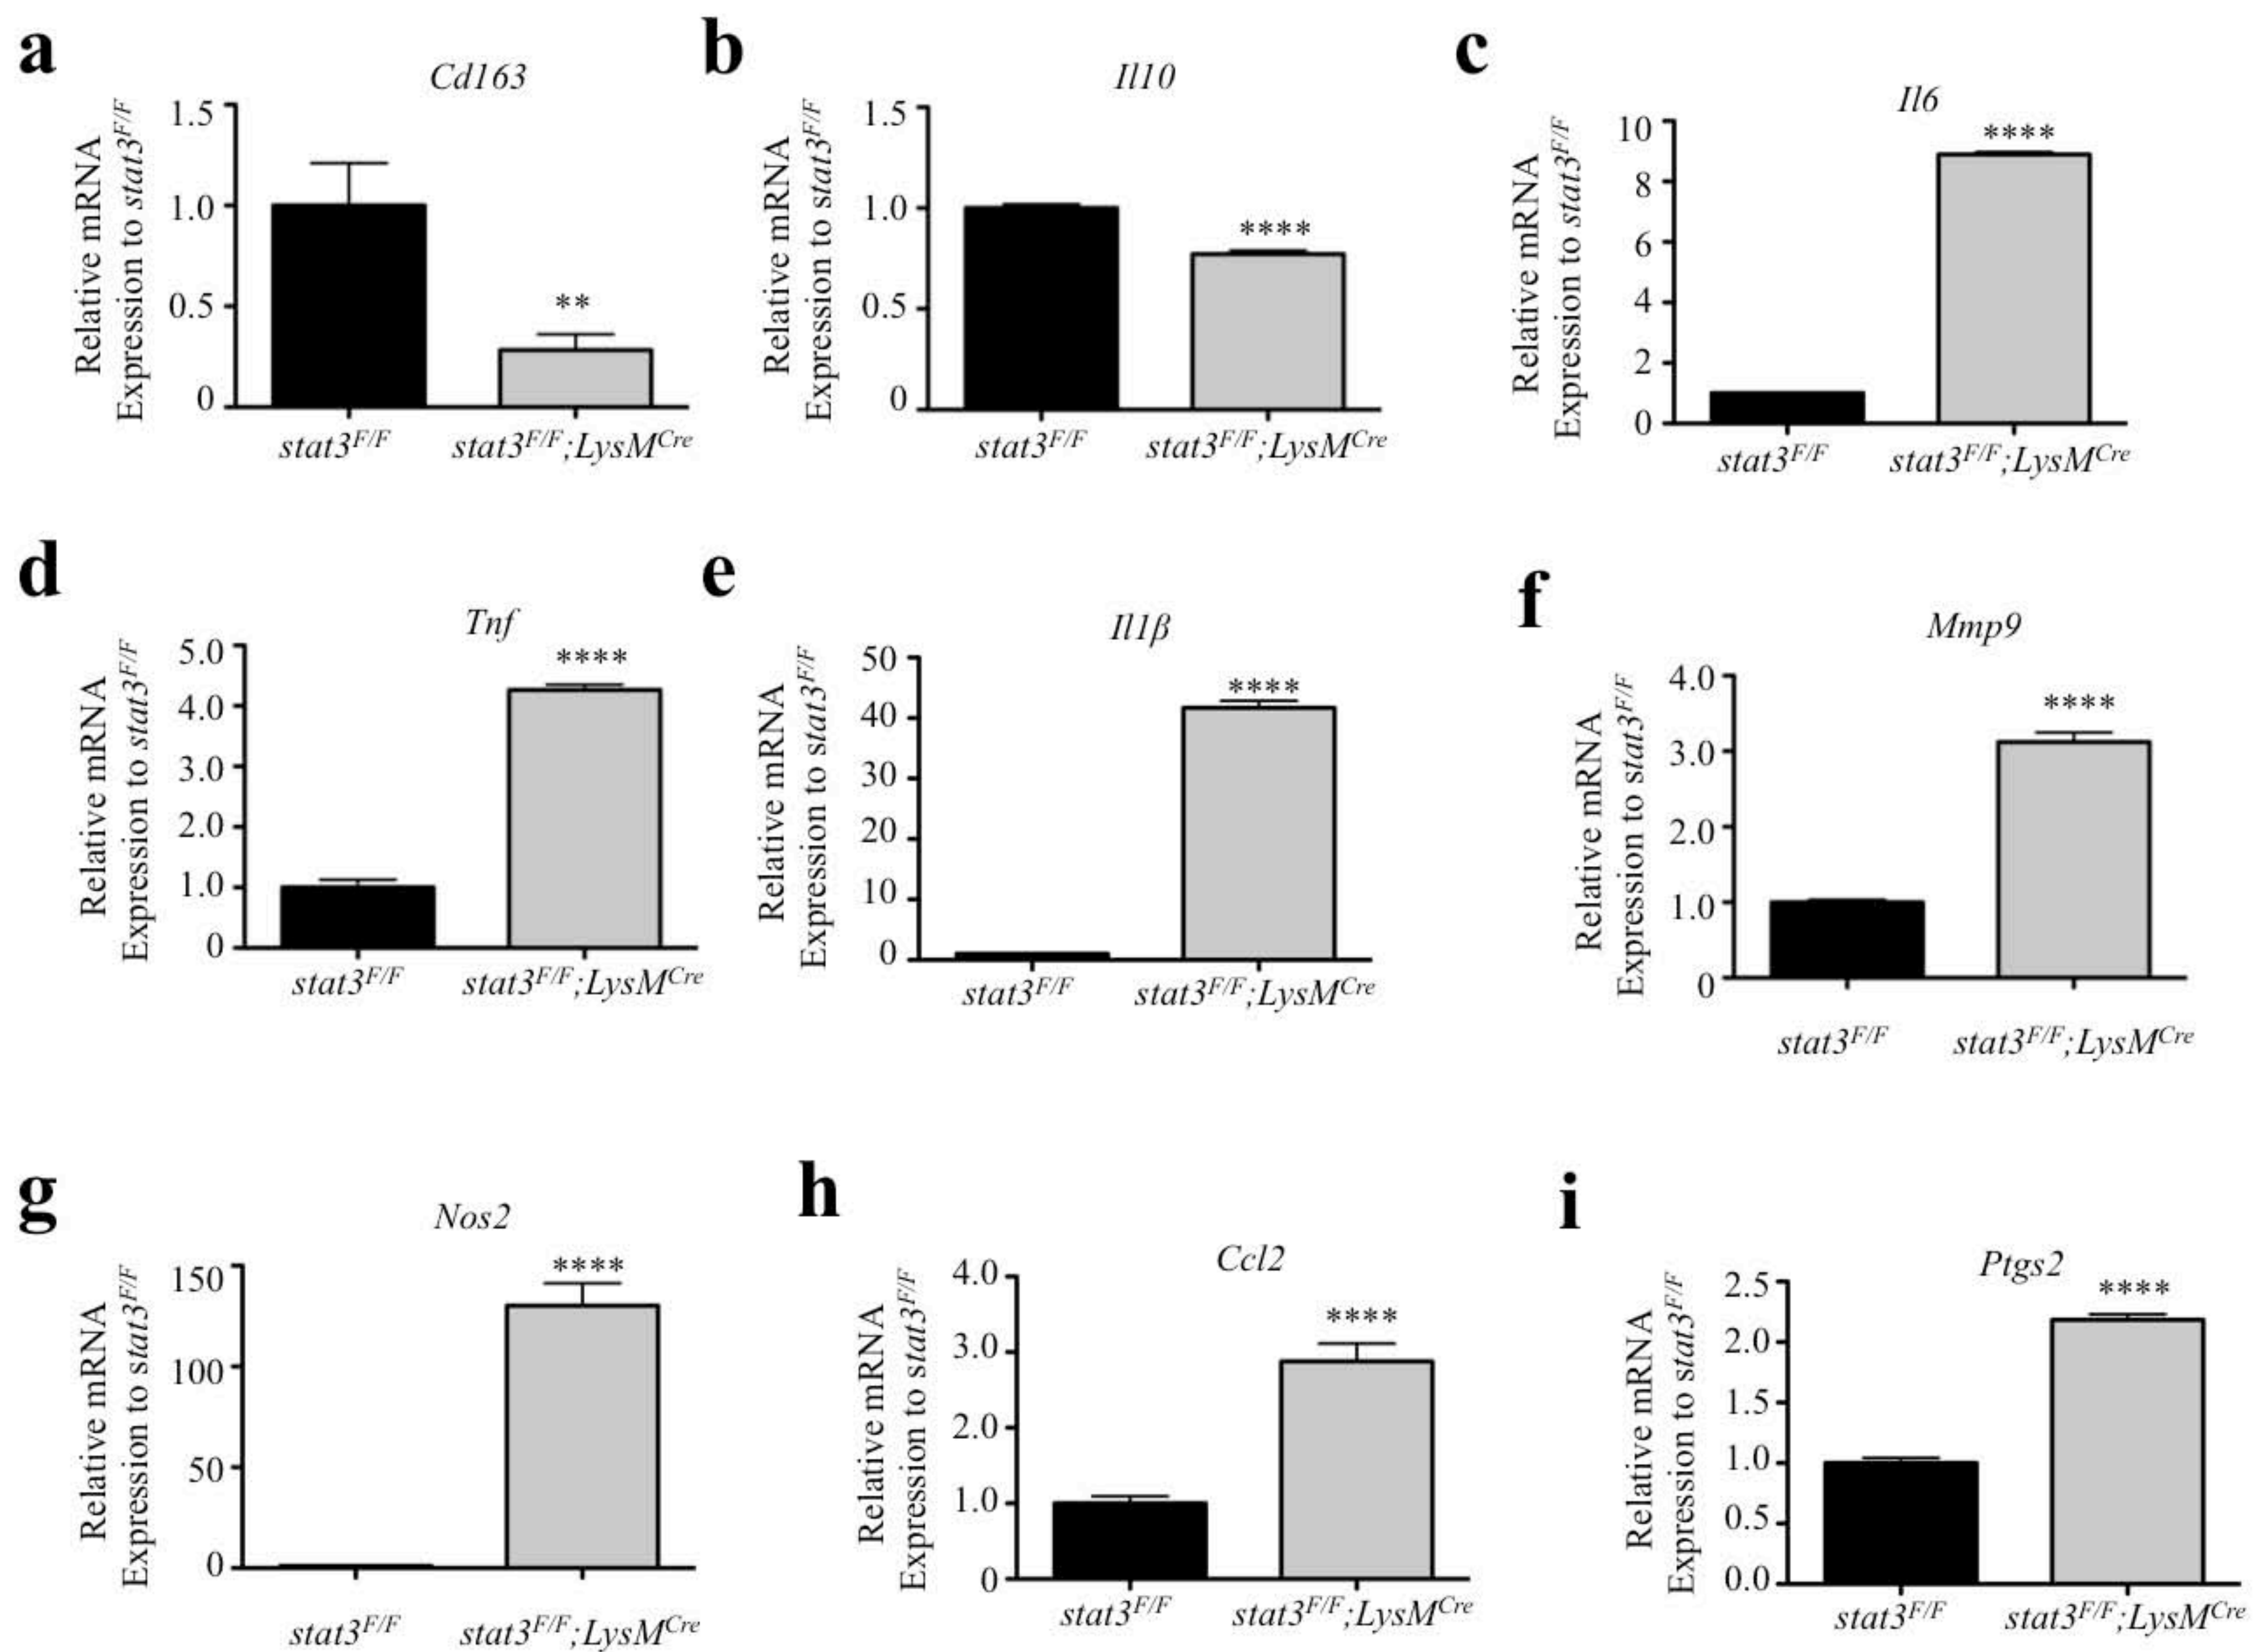 a
Cd163
Relative mRNA
Expression to stat3F/F
1.5
1.0
0.5
0
**
stat3F/F
stat3F/F;LysMCre
b
Il10
Relative mRNA
Expression to stat3F/F
1.5
1.0
0.5
0
****
stat3F/F
stat3F/F;LysMCre
c
Il6
Relative mRNA
Expression to stat3F/F
10
8
6
4
2
0
****
stat3F/F
stat3F/F;LysMCre
d
Tnf
Relative mRNA
Expression to stat3F/F
5.0
4.0
3.0
2.0
1.0
0
****
stat3F/F
stat3F/F;LysMCre
e
Il1β
Relative mRNA
Expression to stat3F/F
50
40
30
20
10
0
****
stat3F/F
stat3F/F;LysMCre
f
Mmp9
Relative mRNA
Expression to stat3F/F
4.0
3.0
2.0
1.0
0
****
stat3F/F
stat3F/F;LysMCre
g
Nos2
Relative mRNA
Expression to stat3F/F
150
100
50
0
****
stat3F/F
stat3F/F;LysMCre
h
Ccl2
Relative mRNA
Expression to stat3F/F
4.0
3.0
2.0
1.0
0
****
stat3F/F
stat3F/F;LysMCre
i
Ptgs2
Relative mRNA
Expression to stat3F/F
2.5
2.0
1.5
1.0
0.5
0.0
****
stat3F/F
stat3F/F;LysMCre